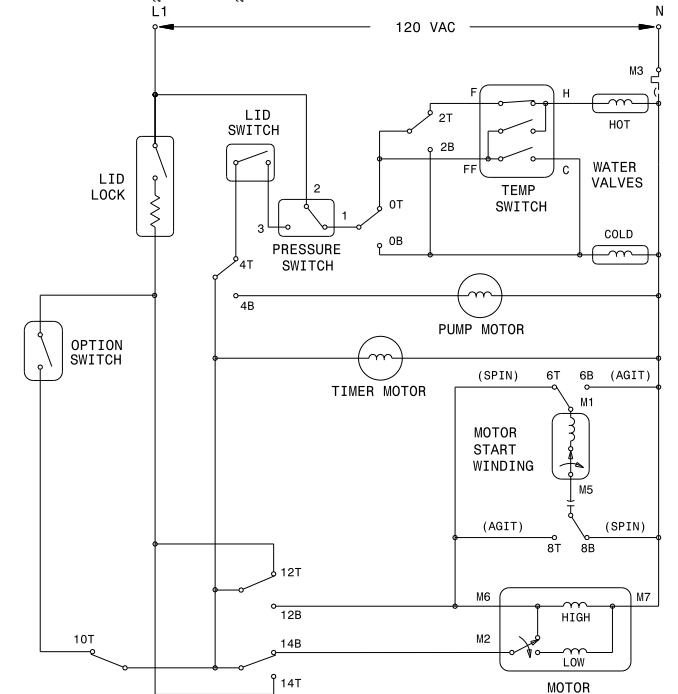 L1
N
120 VAC
M3
F
H
2T
HOT
LID
SWITCH
2B
FF
C
WATER
VALVES
LID
LOCK
TEMP
SWITCH
2
OT
3
1
OB
COLD
PRESSURE
SWITCH
4T
4B
PUMP MOTOR
OPTION
SWITCH
TIMER MOTOR
(SPIN)
6T
6B
(AGIT)
M1
MOTOR
START
WINDING
M5
(AGIT)
(SPIN)
8T
8B
12T
12B
M6
M7
HIGH
10T
14B
M2
LOW
14T
MOTOR